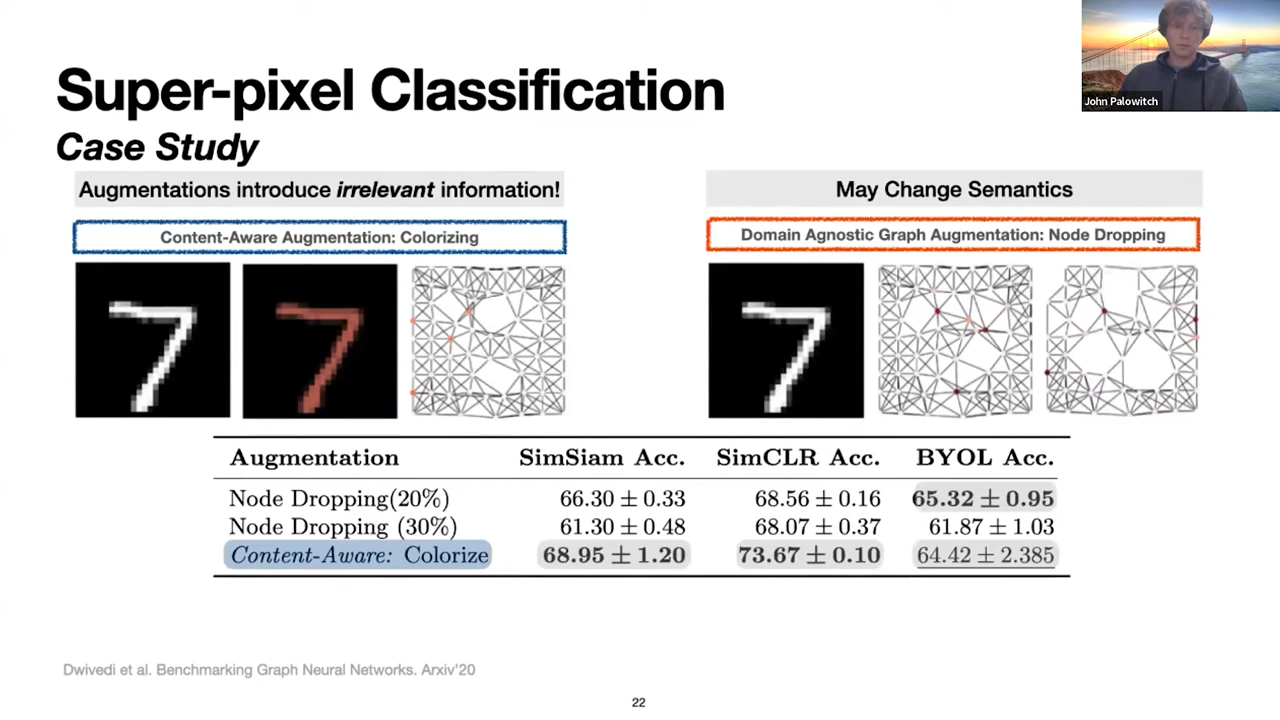 Super-pixel Classification
Case Study
John Palowitch
Augmentations introduce irrelevant information!
Content-Aware Augmentation: Colorizing
May Change Semantics
Domain Agnostic Graph Augmentation: Node Dropping
Augmentation SimSiam Acc. SimCLR Acc. BYOL Acc.
Node Dropping(20%) 66.30 ± 0.33 68.56 ± 0.16 65.32 ± 0.95
Node Dropping (30%) 61.30 ± 0.48 68.07 ± 0.37 61.87 ± 1.03
Content-Aware: Colorize 68.95 ± 1.20 73.67 ± 0.10 64.42 ± 2.385
Dwivedi et al. Benchmarking Graph Neural Networks. Arxiv'20
22